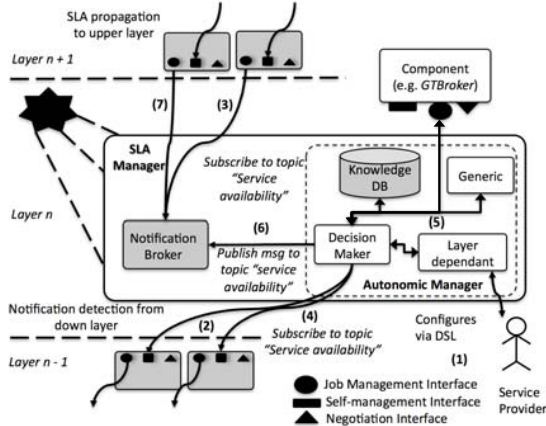 SLA propagation
to upper layer
Layer n + 1
(7)
(3)
Component
(e.g. GTBroker)
SLA
Manager
Subscribe to topic
"Service
availability"
Knowledge
DB
Generic
Layer n
(5)
(6)
Notification
Broker
Decision
Maker
Layer
dependant
Publish msg to
topic "service
availability"
Autonomic Manager
Notification detection from
down layer
(2)
(4)
Subscribe to topic
"Service availability"
Configures
via DSL
(1)
Layer n - 1
Job Management Interface
Self-management Interface
Negotiation Interface
Service
Provider